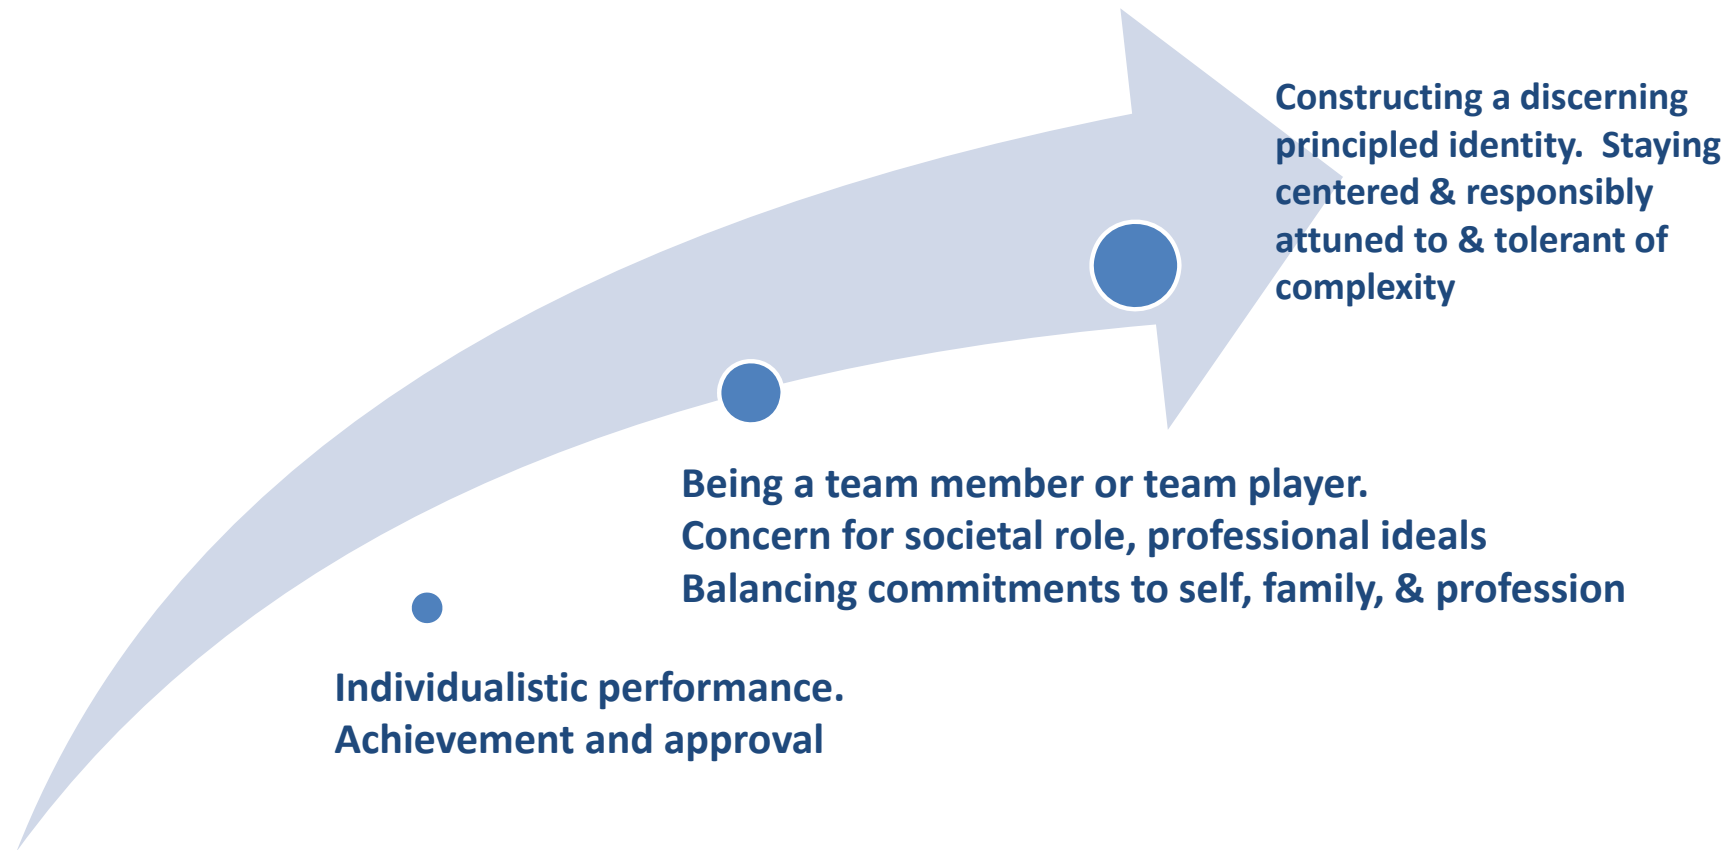 Constructing a discerning
principled identity.  Staying
centered & responsibly
attuned to & tolerant of
complexity
Being a team member or team player.
Concern for societal role, professional ideals
Balancing commitments to self, family, & profession
Individualistic performance.
Achievement and approval